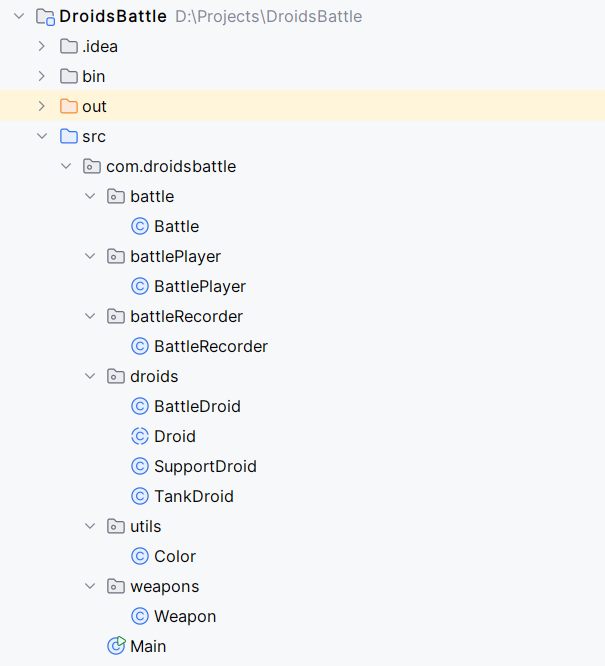 DroidsBattle D:\Projects\DroidsBattle
.idea
bin
out
src
com.droidsbattle
battle
C Battle
battlePlayer
C BattlePlayer
battleRecorder
C BattleRecorder
droids
C BattleDroid
C Droid
C SupportDroid
C TankDroid
utils
C Color
weapons
C Weapon
C Main